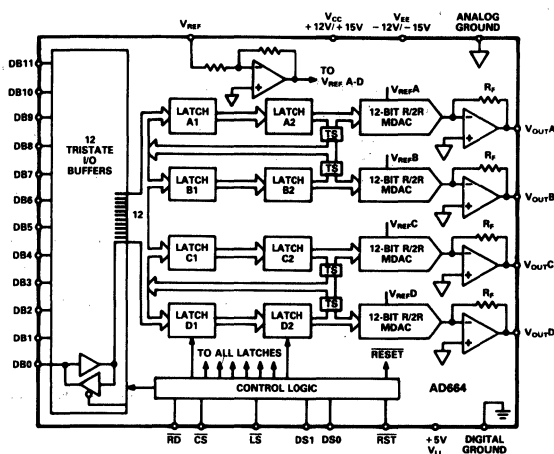 VREF
VCC
+12V/+15V
VEE
−12V/−15V
ANALOG
GROUND
DB11
DB10
DB9
DB8
DB7
DB6
DB5
DB4
DB3
DB2
DB1
DB0
12
TRISTATE
I/O
BUFFERS
12
TO
VREF A-D
LATCH
A1
LATCH
A2
TS
VREFA
12-BIT R/2R
MDAC
RF
VOUTA
TS
LATCH
B1
LATCH
B2
VREFB
12-BIT R/2R
MDAC
RF
VOUTB
LATCH
C1
LATCH
C2
TS
VREFC
12-BIT R/2R
MDAC
RF
VOUTC
TS
LATCH
D1
LATCH
D2
VREFD
12-BIT R/2R
MDAC
RF
VOUTD
TO ALL LATCHES
RESET
CONTROL LOGIC
AD664
RD
CS
LS
DS1
DS0
RST
+5V
VLL
DIGITAL
GROUND